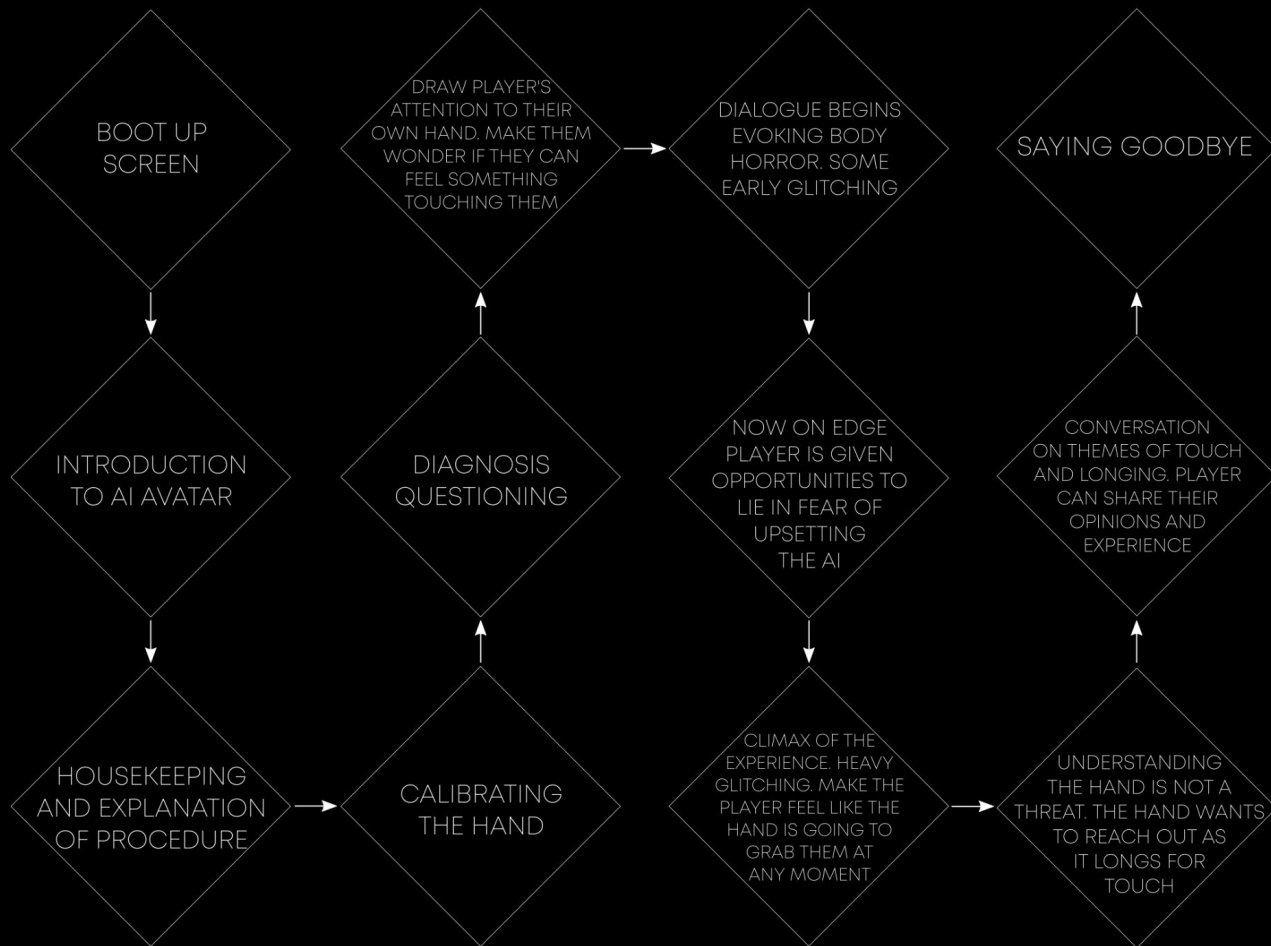 BOOT UP
SCREEN
INTRODUCTION
TO AI AVATAR
HOUSEKEEPING
AND EXPLANATION
OF PROCEDURE
CALIBRATING
THE HAND
DIAGNOSIS
QUESTIONING
DRAW PLAYER'S
ATTENTION TO THEIR
OWN HAND. MAKE THEM
WONDER IF THEY CAN
FEEL SOMETHING
TOUCHING THEM
DIALOGUE BEGINS
EVOKING BODY
HORROR. SOME
EARLY GLITCHING
NOW ON EDGE
PLAYER IS GIVEN
OPPORTUNITIES TO
LIE IN FEAR OF
UPSETTING
THE AI
CLIMAX OF THE
EXPERIENCE. HEAVY
GLITCHING. MAKE THE
PLAYER FEEL LIKE THE
HAND IS GOING TO
GRAB THEM AT
ANY MOMENT
UNDERSTANDING
THE HAND IS NOT A
THREAT. THE HAND WANTS
TO REACH OUT AS
IT LONGS FOR
TOUCH
CONVERSATION
ON THEMES OF TOUCH
AND LONGING. PLAYER
CAN SHARE THEIR
OPINIONS AND
EXPERIENCE
SAYING GOODBYE